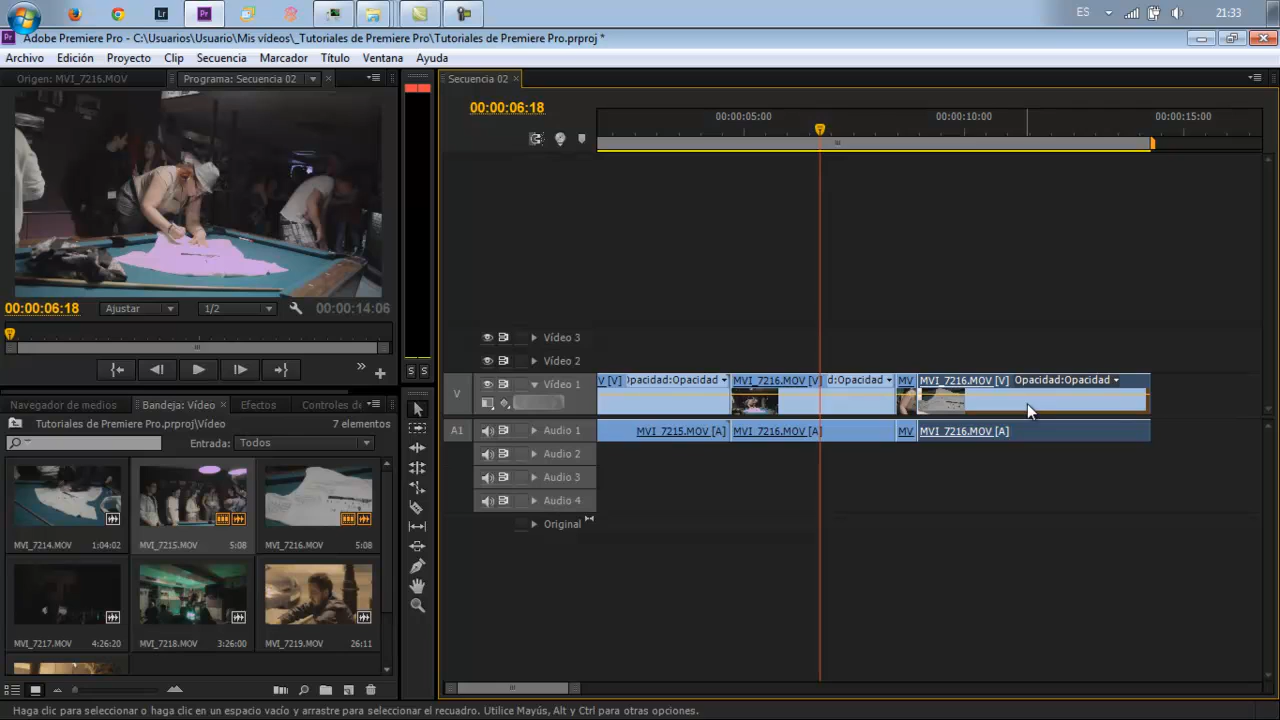 ES
21:33
Adobe Premiere Pro - C:\Usuarios\Usuario\Mis vídeos\_Tutoriales de Premiere Pro\Tutoriales de Premiere Pro.prproj *
Archivo Edición Proyecto Clip Secuencia Marcador Título Ventana Ayuda
Origen: MVI_7216.MOV
Programa: Secuencia 02
Secuencia 02
00:00:06:18
00:00:05:00
00:00:10:00
00:00:15:00
00:00:06:18
Ajustar
1/2
00:00:14:06
S S
Vídeo 3
Vídeo 2
V
Vídeo 1
V [V]
Opacidad:Opacidad
MVI_7216.MOV [V]
d:Opacidad
MV
MVI_7216.MOV [V] Opacidad:Opacidad
A1
Audio 1
MVI_7215.MOV [A]
MVI_7216.MOV [A]
MV
MVI_7216.MOV [A]
Audio 2
Audio 3
Audio 4
Original
Navegador de medios
Bandeja: Vídeo
Efectos
Controles de
Tutoriales de Premiere Pro.prproj\Vídeo
7 elementos
Entrada:
Todos
MVI_7214.MOV 1:04:02
MVI_7215.MOV 5:08
MVI_7216.MOV 5:08
MVI_7217.MOV 4:26:20
MVI_7218.MOV 3:26:00
MVI_7219.MOV 26:11
Haga clic para seleccionar o haga clic en un espacio vacío y arrastre para seleccionar el recuadro. Utilice Mayús, Alt y Ctrl para otras opciones.